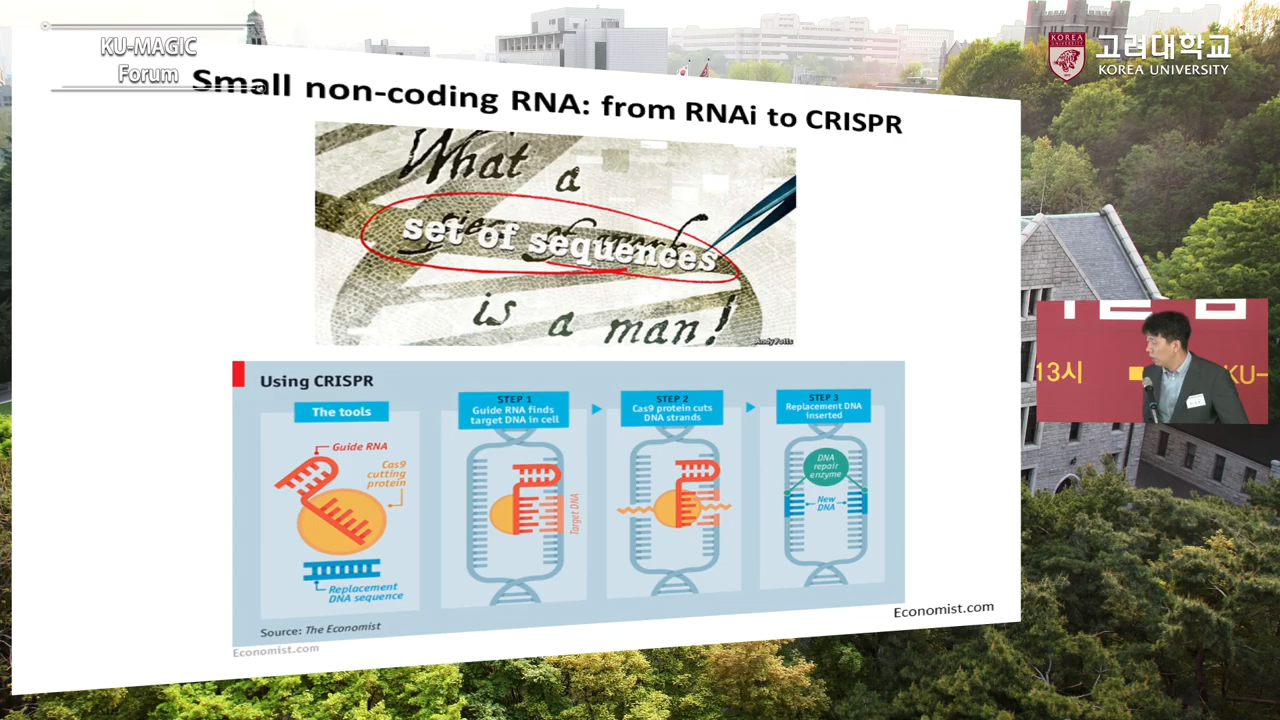 KU-MAGIC
Forum
KOREA
UNIVERSITY
고려대학교
KOREA UNIVERSITY
Small non-coding RNA: from RNAi to CRISPR
What a
set of sequences
is a man!
Andy Potts
Using CRISPR
The tools
Guide RNA
Cas9
cutting
protein
Replacement
DNA sequence
STEP 1
Guide RNA finds
target DNA in cell
Target DNA
STEP 2
Cas9 protein cuts
DNA strands
STEP 3
Replacement DNA
inserted
DNA
repair
enzyme
New
DNA
Source: The Economist
Economist.com
Economist.com
13시
KU-